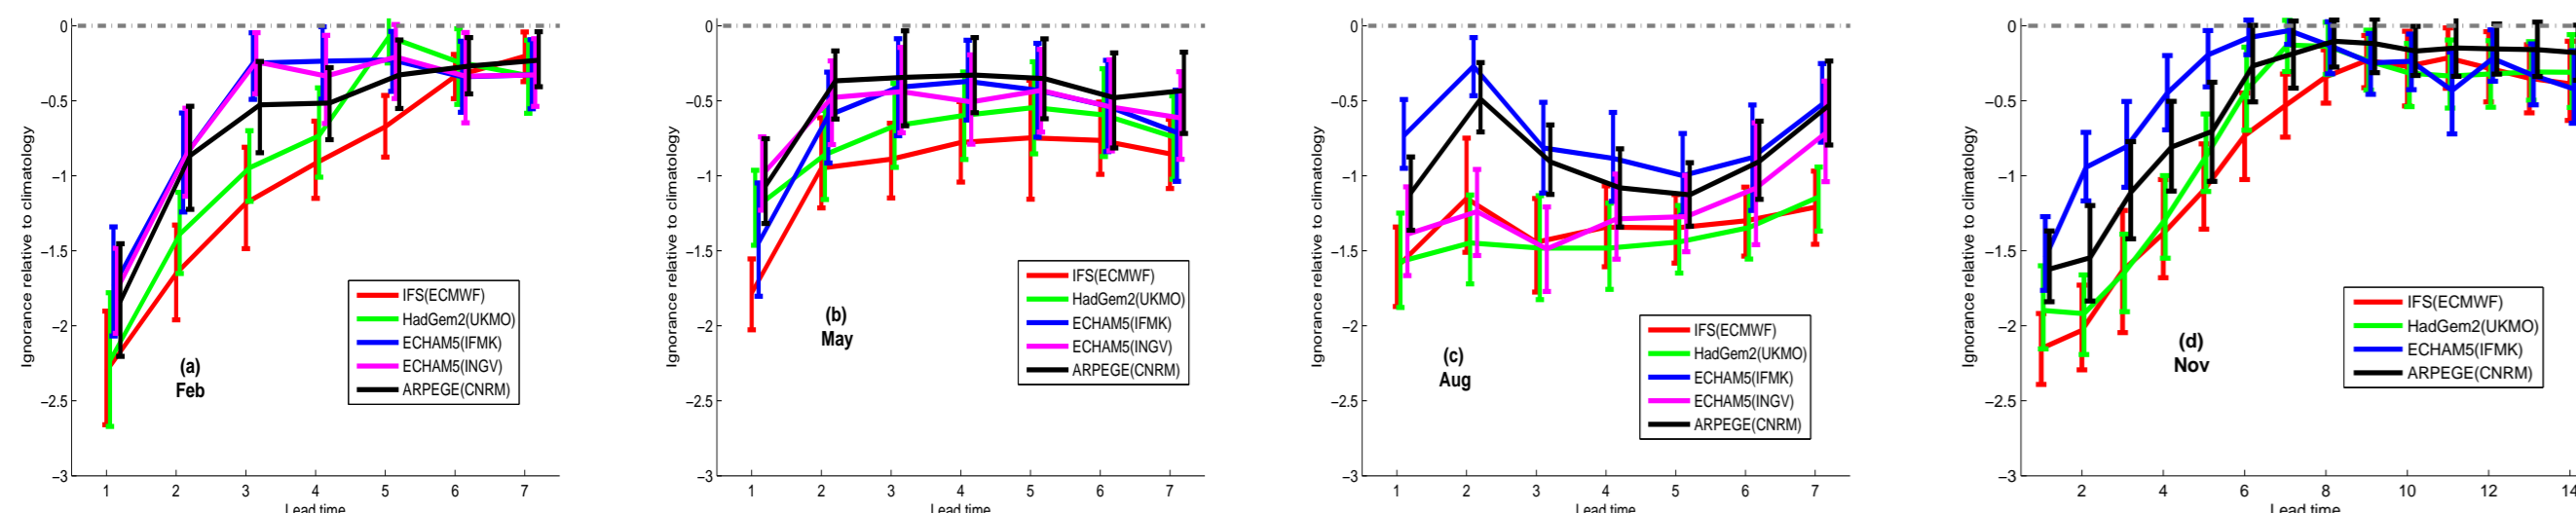 0
−0.5
−1
−1.5
−2
−2.5
−3
Ignorance relative to climatology
1 2 3 4 5 6 7
Lead time
(a)
Feb
IFS(ECMWF)
HadGem2(UKMO)
ECHAM5(IFMK)
ECHAM5(INGV)
ARPEGE(CNRM)
0
−0.5
−1
−1.5
−2
−2.5
−3
Ignorance relative to climatology
1 2 3 4 5 6 7
Lead time
(b)
May
IFS(ECMWF)
HadGem2(UKMO)
ECHAM5(IFMK)
ECHAM5(INGV)
ARPEGE(CNRM)
0
−0.5
−1
−1.5
−2
−2.5
−3
Ignorance relative to climatology
1 2 3 4 5 6 7
Lead time
(c)
Aug
IFS(ECMWF)
HadGem2(UKMO)
ECHAM5(IFMK)
ECHAM5(INGV)
ARPEGE(CNRM)
0
−0.5
−1
−1.5
−2
−2.5
−3
Ignorance relative to climatology
2 4 6 8 10 12 14
Lead time
(d)
Nov
IFS(ECMWF)
HadGem2(UKMO)
ECHAM5(IFMK)
ARPEGE(CNRM)